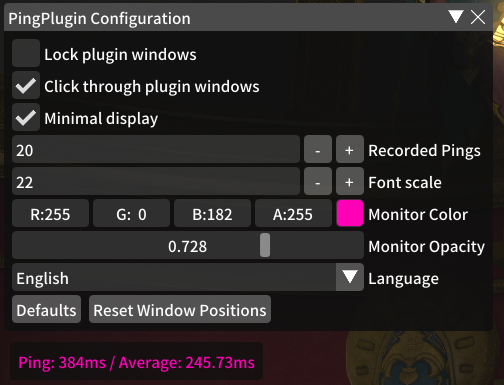 PingPlugin Configuration
Lock plugin windows
Click through plugin windows
Minimal display
20 - + Recorded Pings
22 - + Font scale
R:255 G: 0 B:182 A:255 Monitor Color
0.728 Monitor Opacity
English Language
Defaults Reset Window Positions
Ping: 384ms / Average: 245.73ms